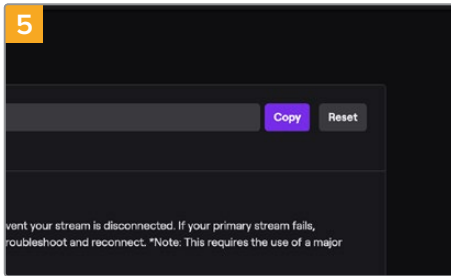 5
Copy Reset
vent your stream is disconnected. If your primary stream fails,
roubleshoot and reconnect. *Note: This requires the use of a major